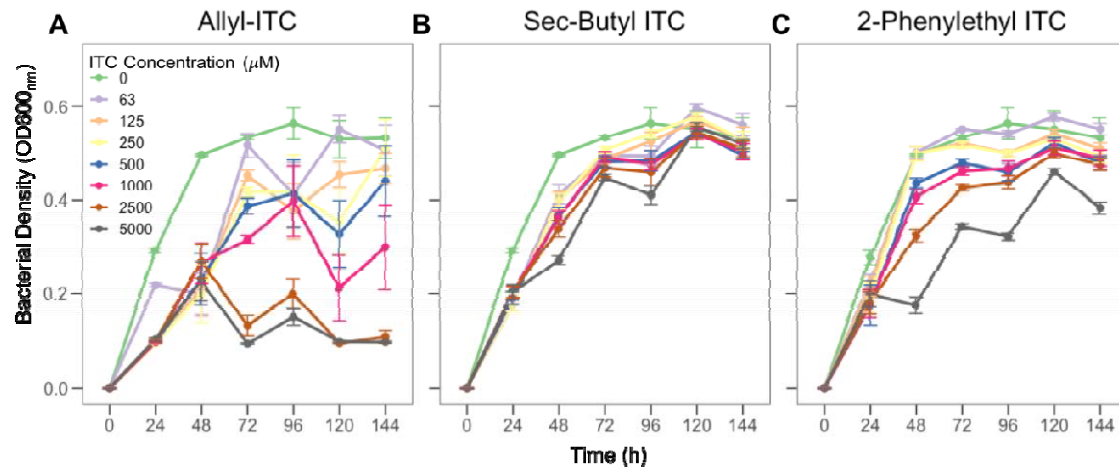 A Allyl-ITC B Sec-Butyl ITC C 2-Phenylethyl ITC
ITC Concentration (μM)
0
63
125
250
500
1000
2500
5000
Bacterial Density (OD600nm)
0.6
0.4
0.2
0.0
0 24 48 72 96 120 144 0 24 48 72 96 120 144 0 24 48 72 96 120 144
Time (h)